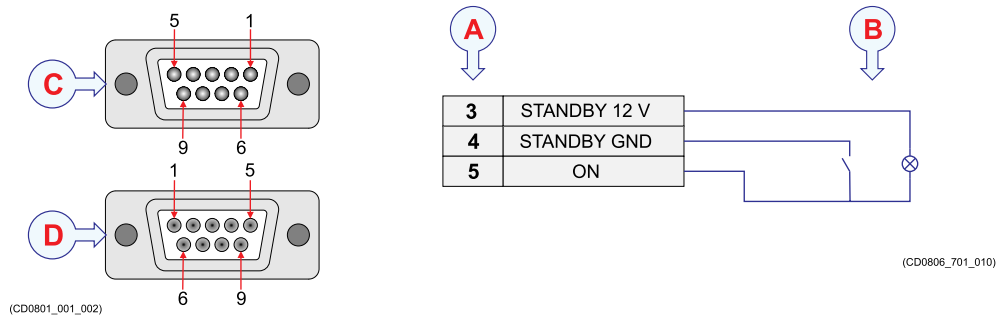 5 1
C
9 6
1 5
D
6 9
(CD0801_001_002)
A
B
3 STANDBY 12 V
4 STANDBY GND
5 ON
(CD0806_701_010)